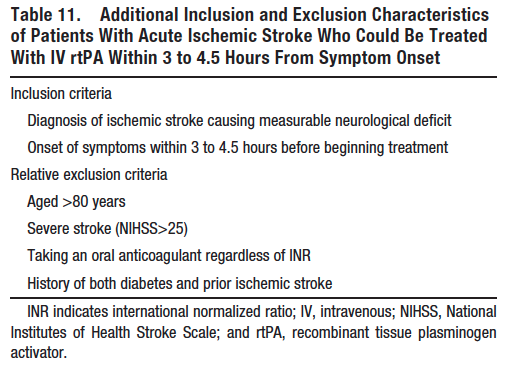 Table 11. Additional Inclusion and Exclusion Characteristics
of Patients With Acute Ischemic Stroke Who Could Be Treated
With IV rtPA Within 3 to 4.5 Hours From Symptom Onset
Inclusion criteria
Diagnosis of ischemic stroke causing measurable neurological deficit
Onset of symptoms within 3 to 4.5 hours before beginning treatment
Relative exclusion criteria
Aged >80 years
Severe stroke (NIHSS>25)
Taking an oral anticoagulant regardless of INR
History of both diabetes and prior ischemic stroke
INR indicates international normalized ratio; IV, intravenous; NIHSS, National
Institutes of Health Stroke Scale; and rtPA, recombinant tissue plasminogen
activator.